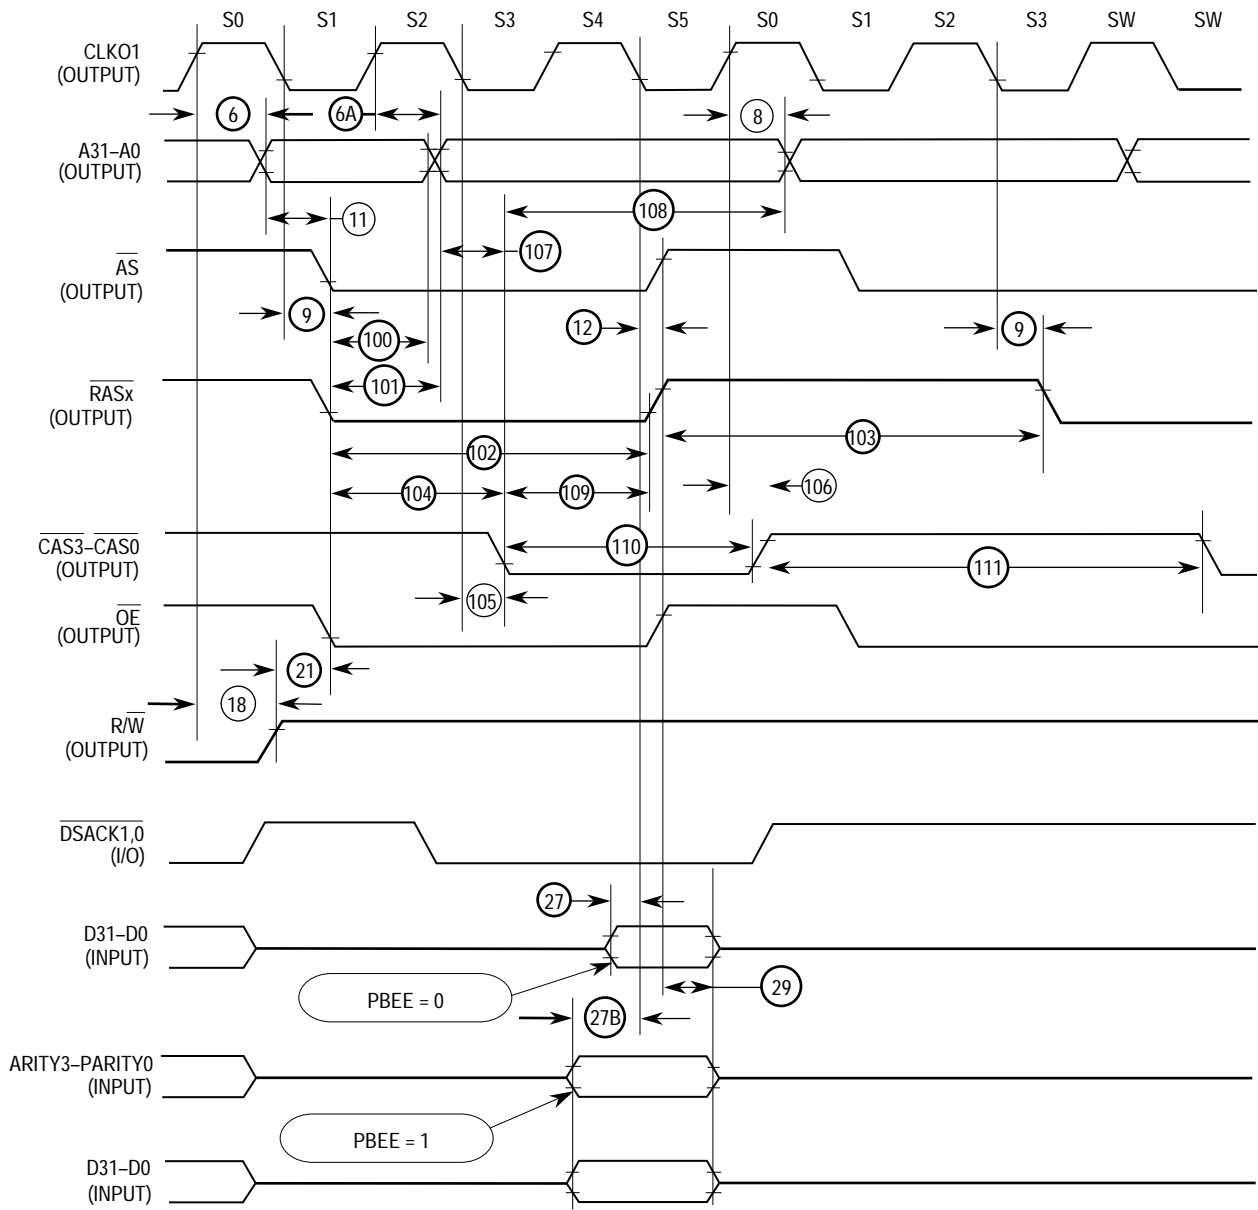 S0 S1 S2 S3 S4 S5 S0 S1 S2 S3 SW SW
CLKO1
(OUTPUT)
6 6A 8
A31–A0
(OUTPUT)
11 108
107
AS
(OUTPUT)
9 12 9
100
101
RASx
(OUTPUT)
102 103
104 109 106
CAS3–CAS0
(OUTPUT)
110 111
105
OE
(OUTPUT)
21
18
R/W
(OUTPUT)
DSACK1,0
(I/O)
27
D31–D0
(INPUT)
PBEE = 0
29
27B
ARITY3–PARITY0
(INPUT)
PBEE = 1
D31–D0
(INPUT)